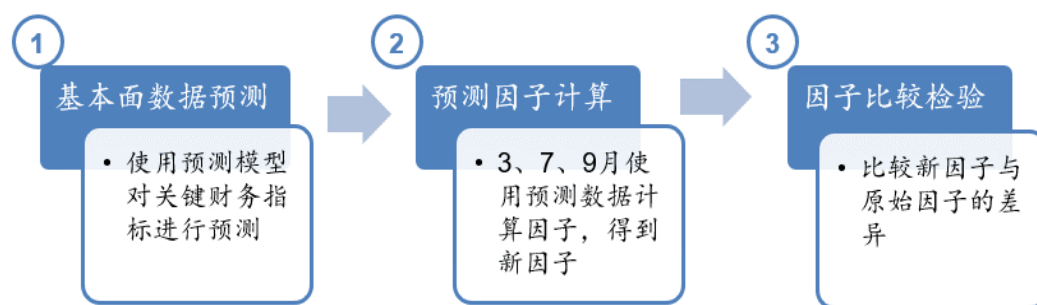 1
基本面数据预测
• 使用预测模型
对关键财务指
标进行预测
2
预测因子计算
• 3、7、9月使
用预测数据计
算因子，得到
新因子
3
因子比较检验
• 比较新因子与
原始因子的差
异